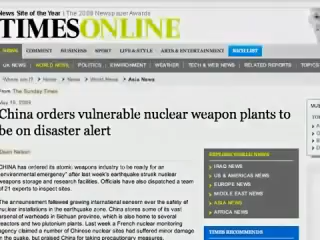 News Site of the Year | The 2008 Newspaper Awards
TIMESONLINE
NEWS COMMENT BUSINESS SPORT LIFE & STYLE ARTS & ENTERTAINMENT
UK NEWS WORLD NEWS POLITICS ENVIRONMENT WEATHER TECH & WEB NEWS RELATED REPORTS TOPICS
Where am I? Home News World News Asia News
From The Sunday Times
China orders vulnerable nuclear weapon plants to
be on disaster alert
CHINA has ordered its atomic weapons industry to be ready for an
"environmental emergency" after last week's earthquake struck nuclear
weapons storage and research facilities. Officials have also dispatched a team
of 21 experts to inspect sites.
The announcement followed growing international concern over the safety of
nuclear installations in the earthquake zone. China stores some of its vast
arsenal of warheads in Sichuan province, which is also home to several
reactors and two plutonium plants. Last week a French nuclear monitoring
agency claimed a number of Chinese nuclear sites had suffered minor damage
in the quake, but praised China for taking precautionary measures.
EXPLORE WORLD NEWS
IRAQ NEWS
US & AMERICAS NEWS
EUROPE NEWS
MIDDLE EAST NEWS
ASIA NEWS
AFRICA NEWS